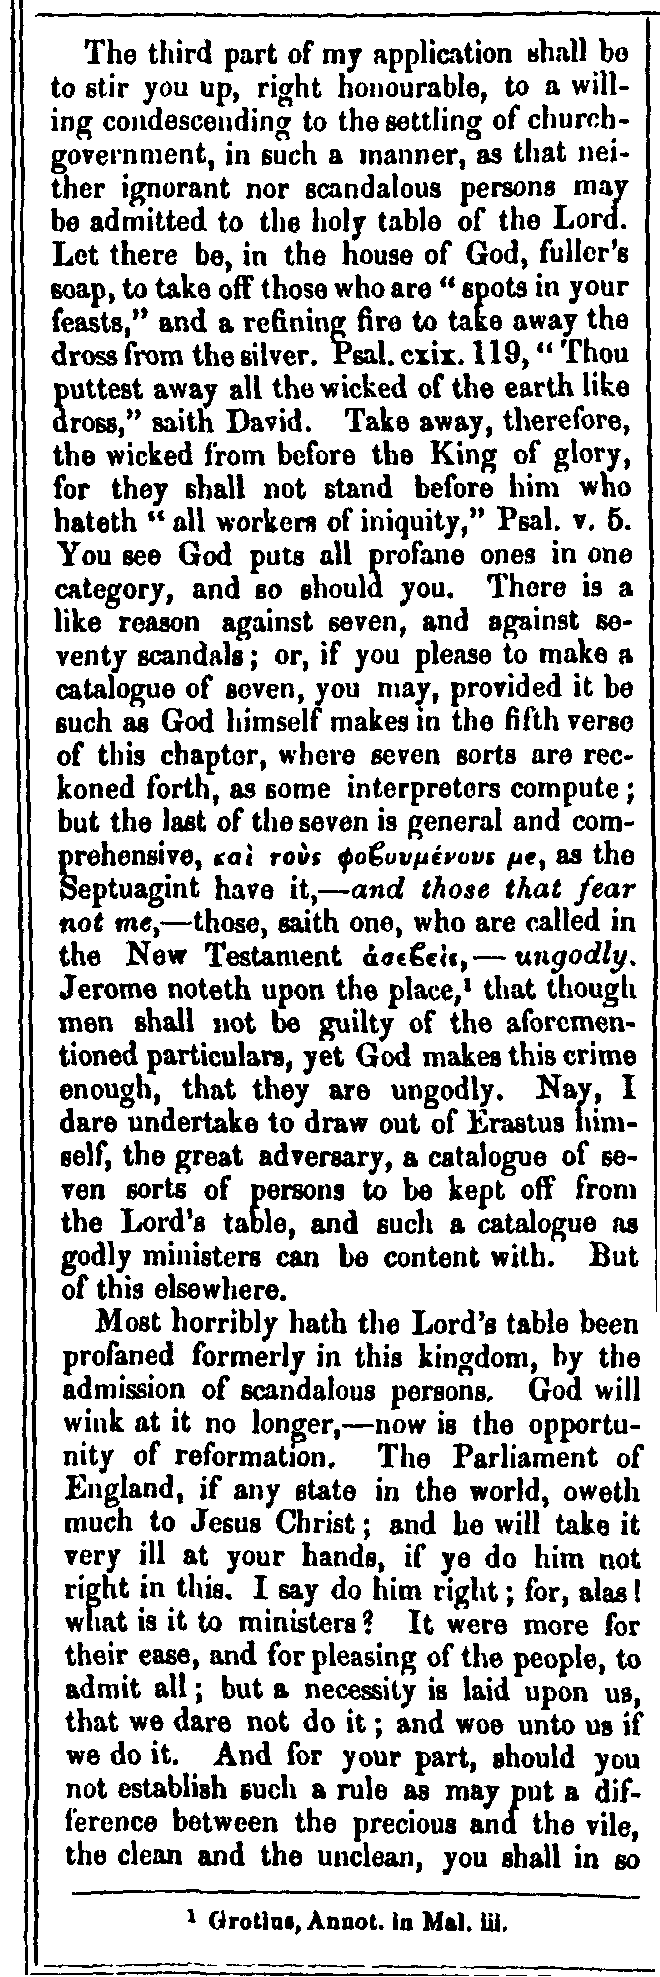 The third part of my application shall be
to stir you up, right honourable, to a will-
ing condescending to the settling of church-
government, in such a manner, as that nei-
ther ignorant nor scandalous persons may
be admitted to the holy table of the Lord.
Let there be, in the house of God, fuller's
soap, to take off those who are “ spots in your
feasts,” and a refining fire to take away the
dross from the silver. Psal. cxix. 119, “ Thou
puttest away all the wicked of the earth like
dross,” saith David. Take away, therefore,
the wicked from before the King of glory,
for they shall not stand before him who
hateth “ all workers of iniquity,” Psal. v. 5.
You see God puts all profane ones in one
category, and so should you. There is a
like reason against seven, and against se-
venty scandals ; or, if you please to make a
catalogue of seven, you may, provided it be
such as God himself makes in the fifth verse
of this chapter, where seven sorts are rec-
koned forth, as some interpreters compute ;
but the last of the seven is general and com-
prehensive, καὶ τοὺς φοϐουμένους με, as the
Septuagint have it,—and those that fear
not me,—those, saith one, who are called in
the New Testament ἀσεϐεὶς,—ungodly.
Jerome noteth upon the place,¹ that though
men shall not be guilty of the aforemen-
tioned particulars, yet God makes this crime
enough, that they are ungodly. Nay, I
dare undertake to draw out of Erastus him-
self, the great adversary, a catalogue of se-
ven sorts of persons to be kept off from
the Lord's table, and such a catalogue as
godly ministers can be content with. But
of this elsewhere.
Most horribly hath the Lord's table been
profaned formerly in this kingdom, by the
admission of scandalous persons. God will
wink at it no longer,—now is the opportu-
nity of reformation. The Parliament of
England, if any state in the world, oweth
much to Jesus Christ ; and he will take it
very ill at your hands, if ye do him not
right in this. I say do him right ; for, alas !
what is it to ministers ? It were more for
their ease, and for pleasing of the people, to
admit all ; but a necessity is laid upon us,
that we dare not do it ; and woe unto us if
we do it. And for your part, should you
not establish such a rule as may put a dif-
ference between the precious and the vile,
the clean and the unclean, you shall in so
¹ Grotius, Annot. in Mal. iii.